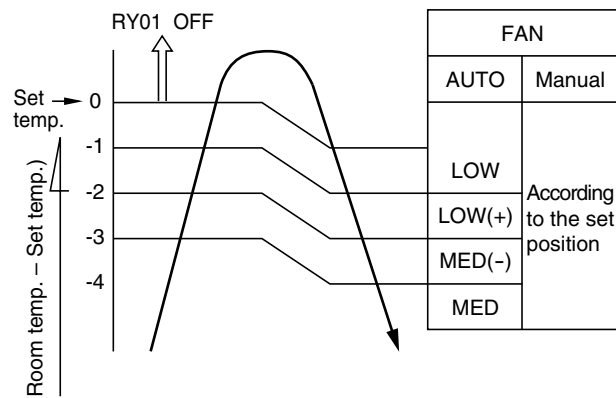 RY01 OFF
FAN
AUTO Manual
Set
temp.
0
-1
-2
-3
-4
LOW
LOW(+)
MED(-)
MED
According
to the set
position
Room temp. – Set temp.)